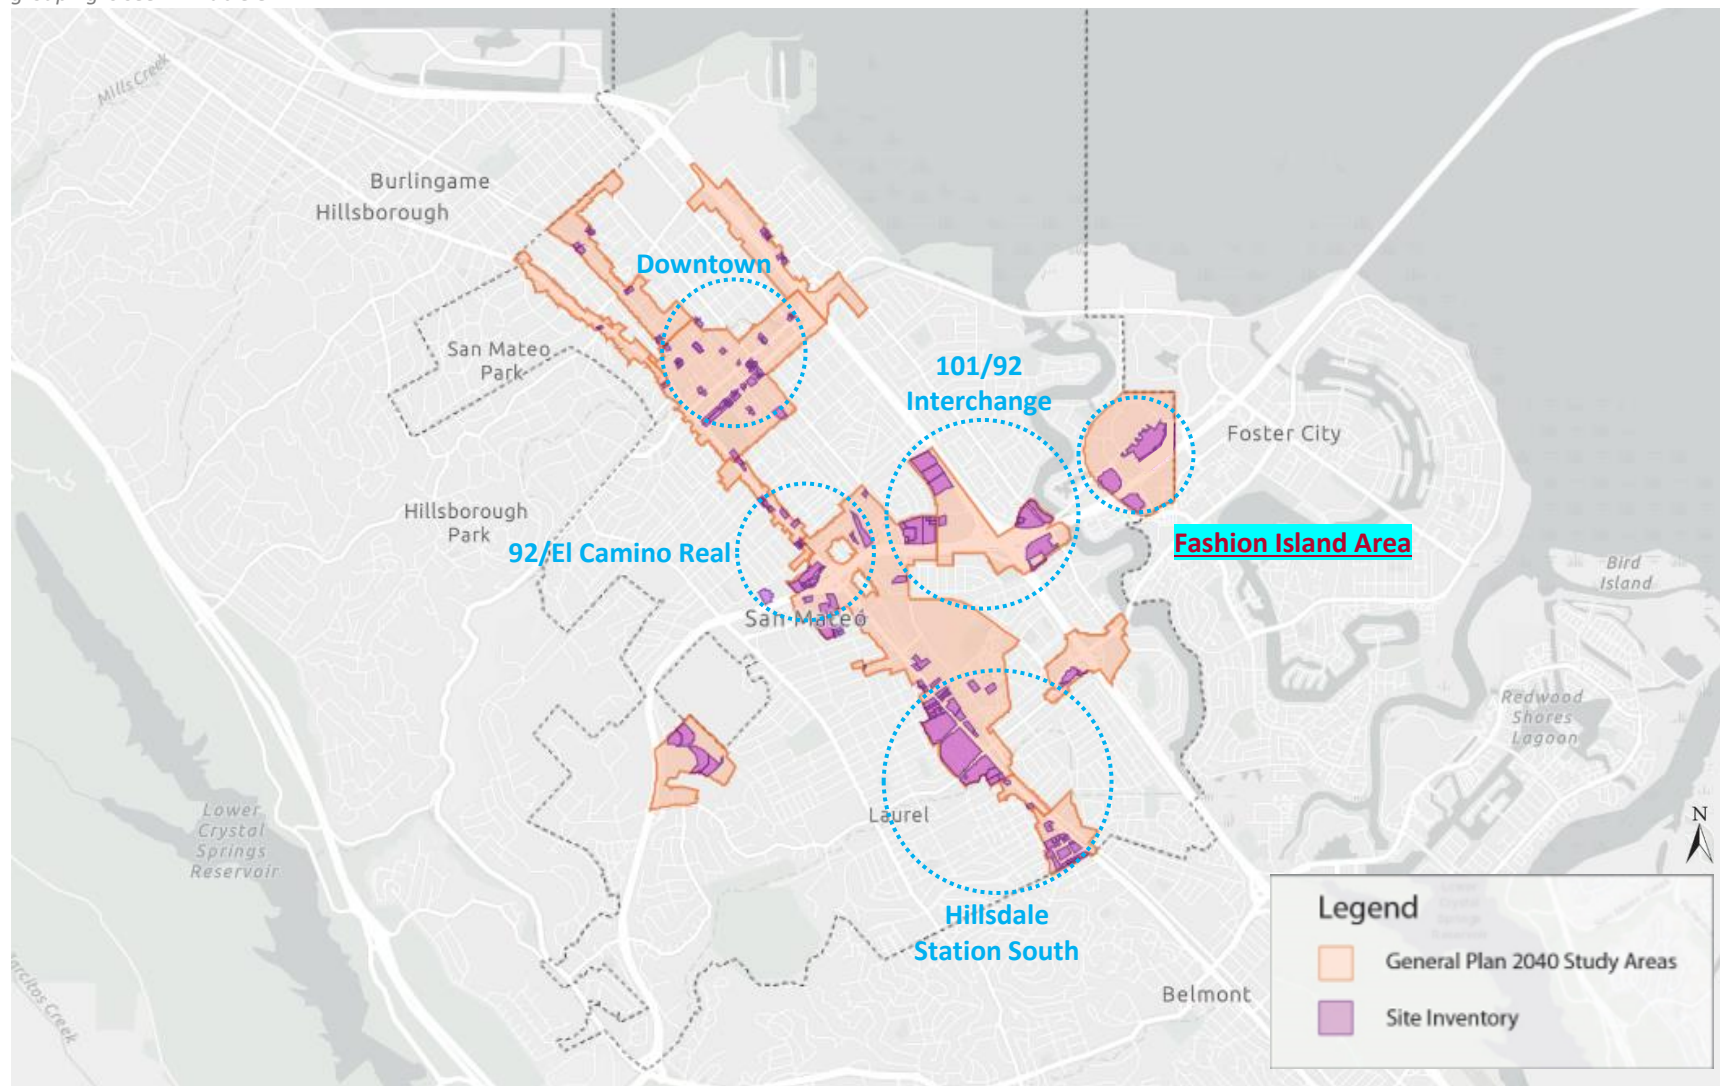 Mills Creek
Burlingame
Hillsborough
Downtown
San Mateo
Park
101/92
Interchange
Foster City
Hillsborough
Park
92/El Camino Real
Fashion Island Area
Bird
Island
San Mateo
Redwood
Shores
Lagoon
Lower
Crystal
Springs
Reservoir
Laurel
N
Hillsdale
Station South
Belmont
Legend
General Plan 2040 Study Areas
Site Inventory
Creek